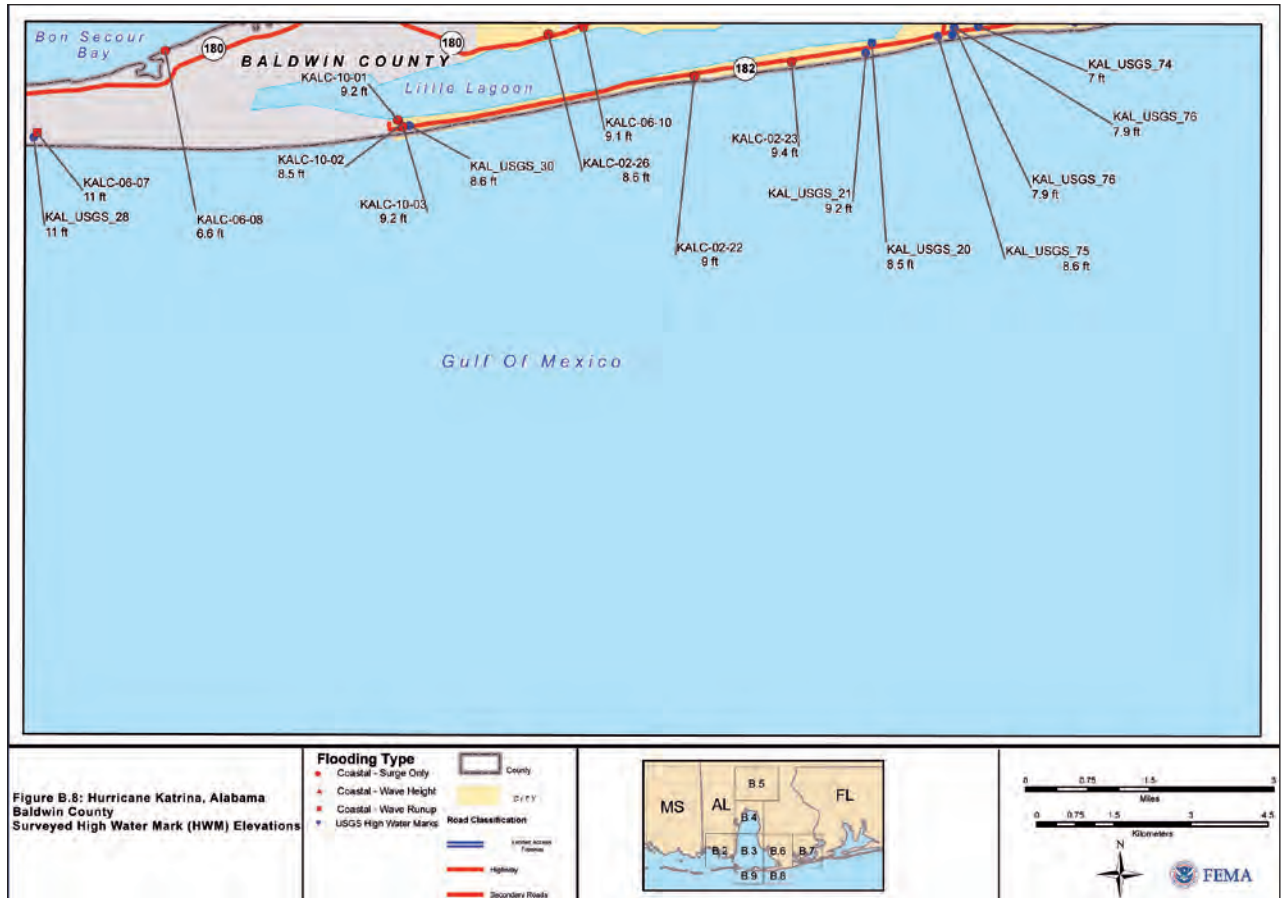 Bon Secour
Bay
180
180
BALDWIN COUNTY
KALC-10-01
9.2 ft
Little Lagoon
182
KAL_USGS_74
7 ft
KALC-06-10
9.1 ft
KAL_USGS_76
7.9 ft
KALC-02-23
9.4 ft
KALC-10-02
8.5 ft
KAL_USGS_30
8.6 ft
KALC-02-26
8.6 ft
KALC-06-07
11 ft
KAL_USGS_76
7.9 ft
KAL_USGS_21
9.2 ft
KALC-10-03
9.2 ft
KAL_USGS_28
11 ft
KALC-06-08
6.6 ft
KALC-02-22
9 ft
KAL_USGS_20
8.5 ft
KAL_USGS_75
8.6 ft
Gulf Of Mexico
Figure B.8: Hurricane Katrina, Alabama
Baldwin County
Surveyed High Water Mark (HWM) Elevations
Flooding Type
Coastal - Surge Only
Coastal - Wave Height
Coastal - Wave Runup
USGS High Water Marks
County
CITY
Road Classification
Limited Access
Freeway
Highway
Secondary Roads
MS
AL
FL
B.5
B.4
B.2
B.3
B.6
B.7
B.9
B.8
0 0.75 1.5 3
Miles
0 0.75 1.5 3 4.5
Kilometers
N
FEMA